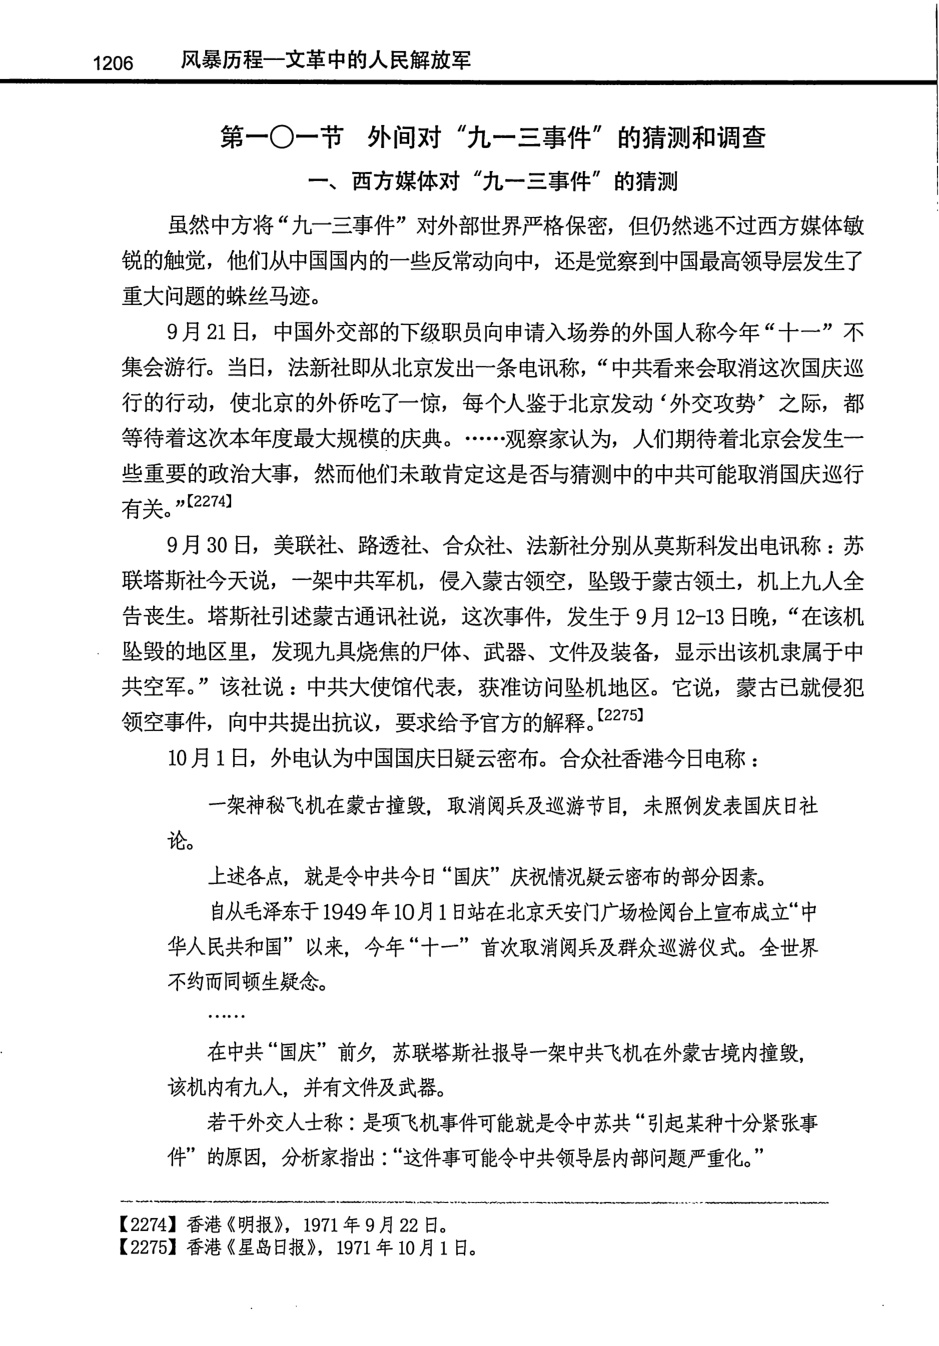 1206 风暴历程—文革中的人民解放军
第一〇一节 外间对“九一三事件”的猜测和调查
一、西方媒体对“九一三事件”的猜测
虽然中方将“九一三事件”对外部世界严格保密，但仍然逃不过西方媒体敏
锐的触觉，他们从中国国内的一些反常动向中，还是觉察到中国最高领导层发生了
重大问题的蛛丝马迹。
9月21日，中国外交部的下级职员向申请入场券的外国人称今年“十一”不
集会游行。当日，法新社即从北京发出一条电讯称，“中共看来会取消这次国庆巡
行的行动，使北京的外侨吃了一惊，每个人鉴于北京发动‘外交攻势’之际，都
等待着这次本年度最大规模的庆典。……观察家认为，人们期待着北京会发生一
些重要的政治大事，然而他们未敢肯定这是否与猜测中的中共可能取消国庆巡行
有关。”【2274】
9月30日，美联社、路透社、合众社、法新社分别从莫斯科发出电讯称：苏
联塔斯社今天说，一架中共军机，侵入蒙古领空，坠毁于蒙古领土，机上九人全
告丧生。塔斯社引述蒙古通讯社说，这次事件，发生于9月12-13日晚，“在该机
坠毁的地区里，发现九具烧焦的尸体、武器、文件及装备，显示出该机隶属于中
共空军。”该社说：中共大使馆代表，获准访问坠机地区。它说，蒙古已就侵犯
领空事件，向中共提出抗议，要求给予官方的解释。【2275】
10月1日，外电认为中国国庆日疑云密布。合众社香港今日电称：
一架神秘飞机在蒙古撞毁，取消阅兵及巡游节目，未照例发表国庆日社
论。
上述各点，就是令中共今日“国庆”庆祝情况疑云密布的部分因素。
自从毛泽东于1949年10月1日站在北京天安门广场检阅台上宣布成立“中
华人民共和国”以来，今年“十一”首次取消阅兵及群众巡游仪式。全世界
不约而同顿生疑念。
……
在中共“国庆”前夕，苏联塔斯社报导一架中共飞机在外蒙古境内撞毁，
该机内有九人，并有文件及武器。
若干外交人士称：是项飞机事件可能就是令中苏共“引起某种十分紧张事
件”的原因，分析家指出：“这件事可能令中共领导层内部问题严重化。”
【2274】香港《明报》，1971年9月22日。
【2275】香港《星岛日报》，1971年10月1日。